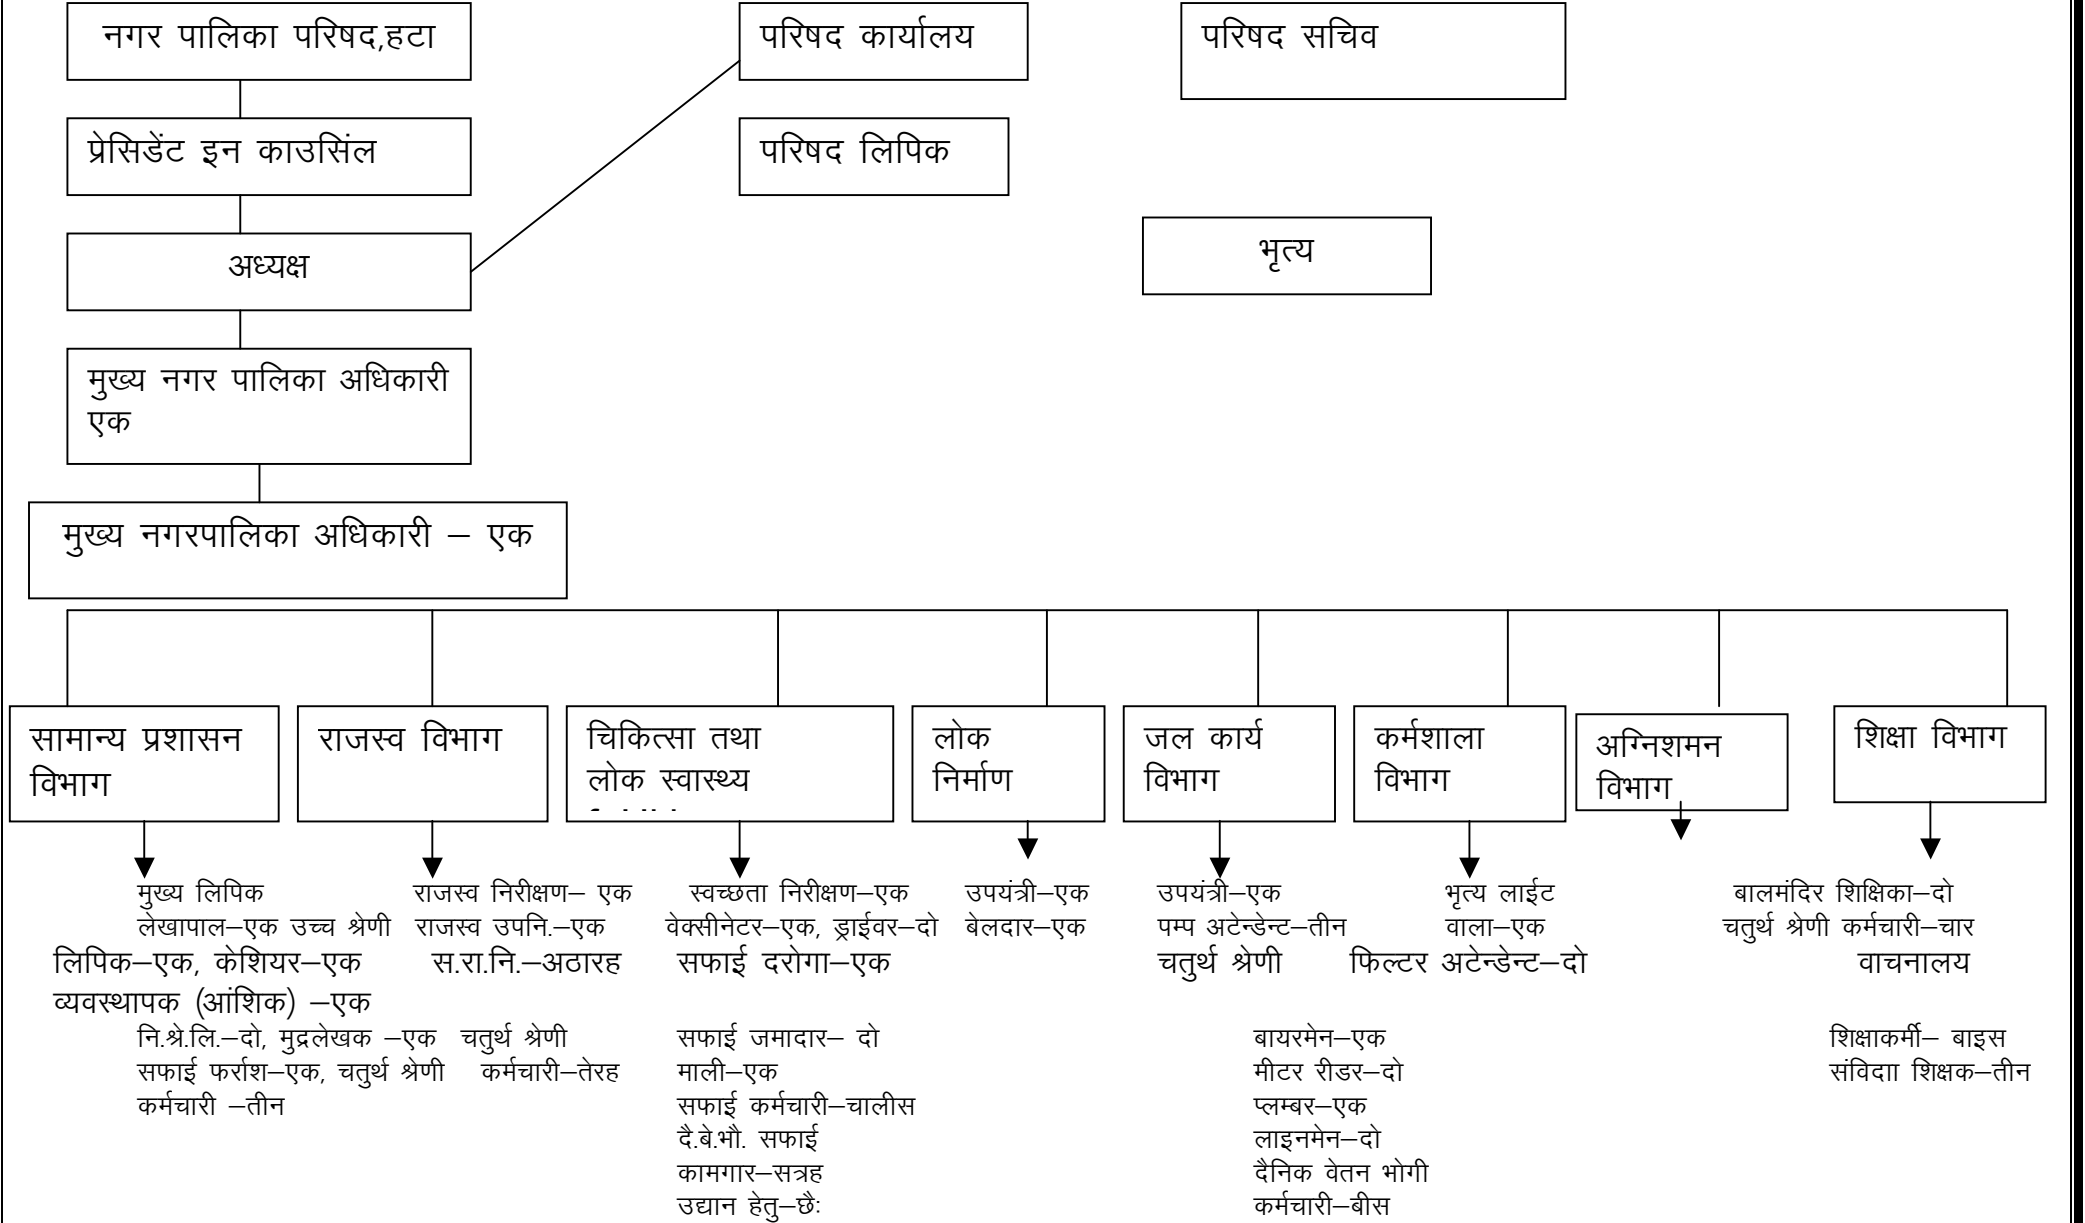 नगर पालिका परिषद,हटा
परिषद कार्यालय
परिषद सचिव
प्रेसिडेंट इन काउसिंल
परिषद लिपिक
अध्यक्ष
भृत्य
मुख्य नगर पालिका अधिकारी
एक
मुख्य नगरपालिका अधिकारी – एक
सामान्य प्रशासन
विभाग
राजस्व विभाग
चिकित्सा तथा
लोक स्वास्थ्य
लोक
निर्माण
जल कार्य
विभाग
कर्मशाला
विभाग
अग्निशमन
विभाग
शिक्षा विभाग
मुख्य लिपिक
लेखापाल–एक उच्च श्रेणी
लिपिक–एक, केशियर–एक
व्यवस्थापक (आंशिक) –एक
नि.श्रे.लि.–दो, मुद्रलेखक –एक
सफाई फर्राश–एक, चतुर्थ श्रेणी
कर्मचारी –तीन
राजस्व निरीक्षण– एक
राजस्व उपनि.–एक
स.रा.नि.–अठारह
चतुर्थ श्रेणी
कर्मचारी–तेरह
स्वच्छता निरीक्षण–एक
वेक्सीनेटर–एक, ड्राईवर–दो
सफाई दरोगा–एक
सफाई जमादार– दो
माली–एक
सफाई कर्मचारी–चालीस
दै.बे.भौ. सफाई
कामगार–सत्रह
उद्यान हेतु–छैः
उपयंत्री–एक
बेलदार–एक
उपयंत्री–एक
पम्प अटेन्डेन्ट–तीन
चतुर्थ श्रेणी
भृत्य लाईट
वाला–एक
फिल्टर अटेन्डेन्ट–दो
बायरमेन–एक
मीटर रीडर–दो
प्लम्बर–एक
लाइनमेन–दो
दैनिक वेतन भोगी
कर्मचारी–बीस
बालमंदिर शिक्षिका–दो
चतुर्थ श्रेणी कर्मचारी–चार
वाचनालय
शिक्षाकर्मी– बाइस
संविदाा शिक्षक–तीन